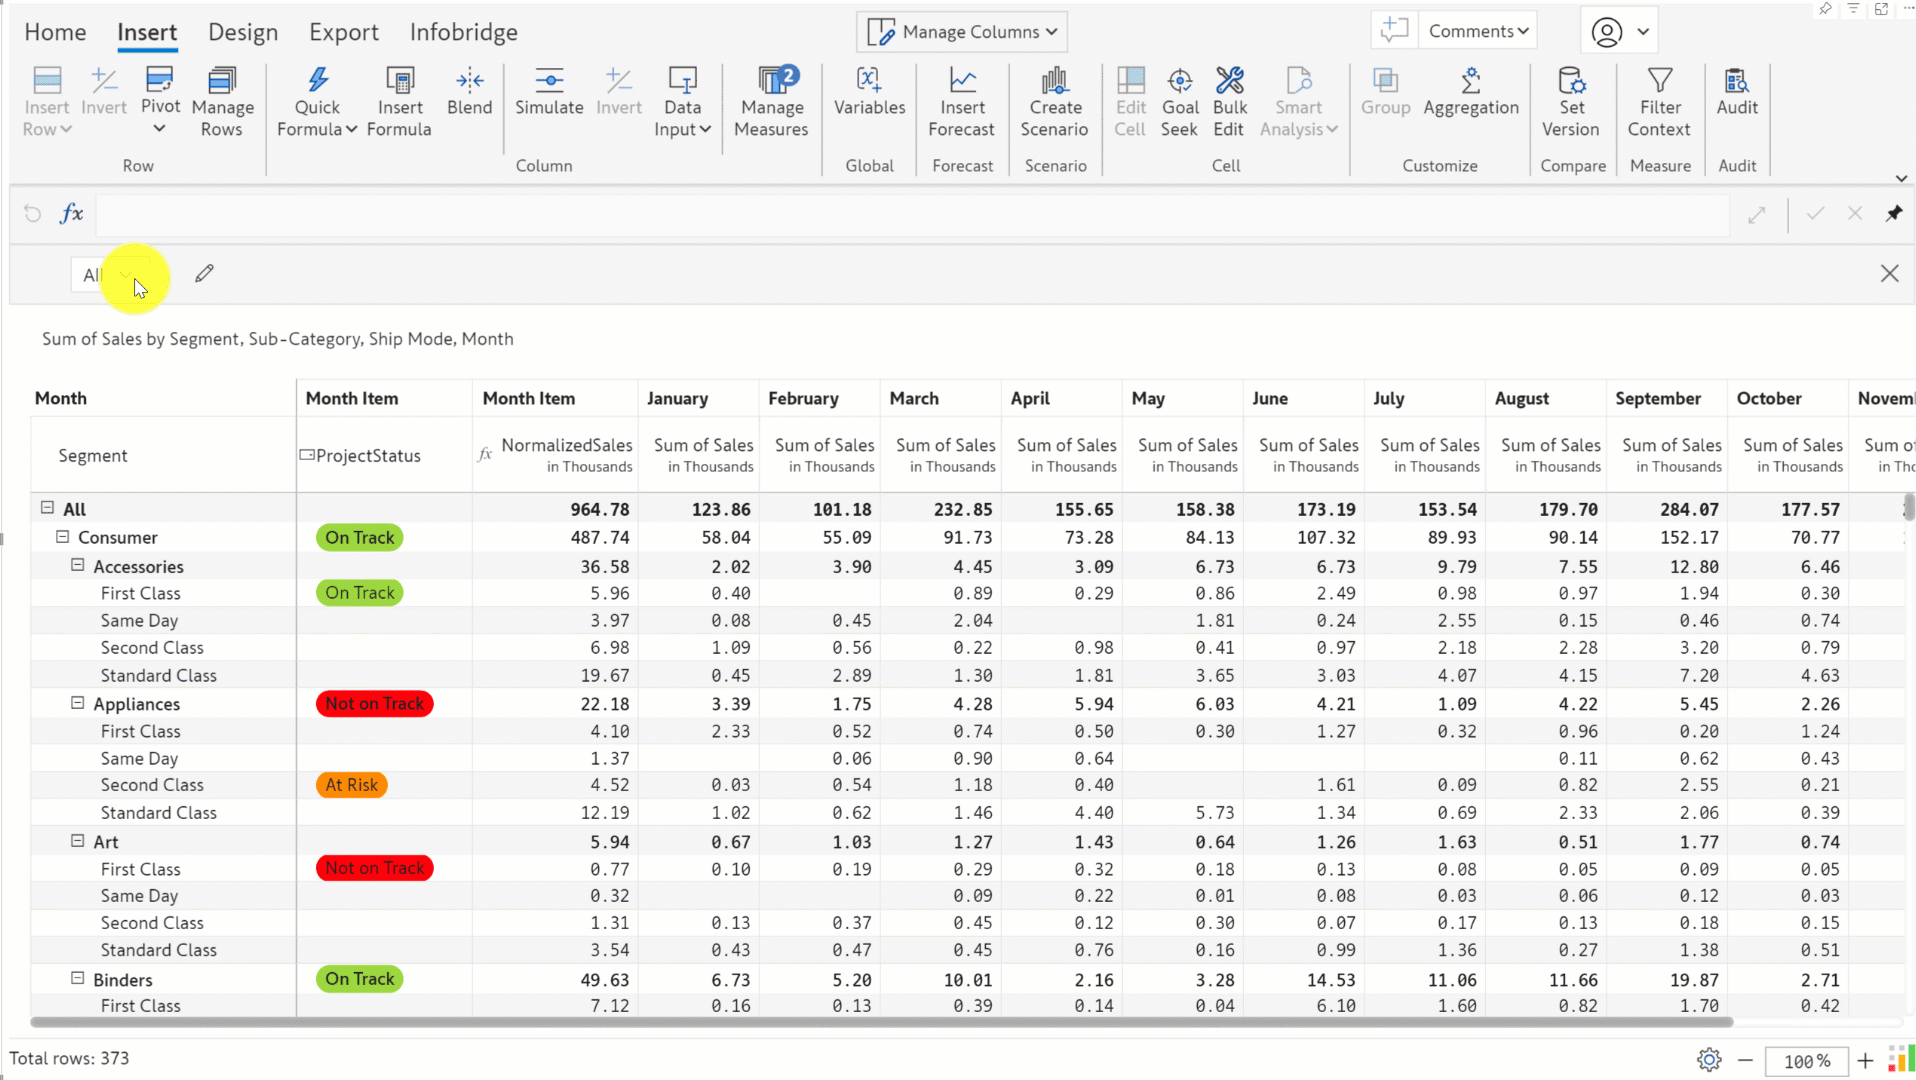 Home Insert Design Export Infobridge Manage Columns Comments
Insert Row Invert Pivot Manage Rows Quick Formula Insert Formula Blend Simulate Invert Data Input Manage Measures 2 Variables Insert Forecast Create Scenario Edit Cell Goal Seek Bulk Edit Smart Analysis Group Aggregation Set Version Filter Context Audit
Row Column Global Forecast Scenario Cell Customize Compare Measure Audit
fx
All
Sum of Sales by Segment, Sub-Category, Ship Mode, Month
Month Month Item Month Item January February March April May June July August September October Novem
Segment ProjectStatus fx NormalizedSales Sum of Sales Sum of Sales Sum of Sales Sum of Sales Sum of Sales Sum of Sales Sum of Sales Sum of Sales Sum of Sales Sum of Sales Sum of
in Thousands in Thousands in Thousands in Thousands in Thousands in Thousands in Thousands in Thousands in Thousands in Thousands in Thousands in Tho
All 964.78 123.86 101.18 232.85 155.65 158.38 173.19 153.54 179.70 284.07 177.57
Consumer On Track 487.74 58.04 55.09 91.73 73.28 84.13 107.32 89.93 90.14 152.17 70.77
Accessories 36.58 2.02 3.90 4.45 3.09 6.73 6.73 9.79 7.55 12.80 6.46
First Class On Track 5.96 0.40 0.89 0.29 0.86 2.49 0.98 0.97 1.94 0.30
Same Day 3.97 0.08 0.45 2.04 1.81 0.24 2.55 0.15 0.46 0.74
Second Class 6.98 1.09 0.56 0.22 0.98 0.41 0.97 2.18 2.28 3.20 0.79
Standard Class 19.67 0.45 2.89 1.30 1.81 3.65 3.03 4.07 4.15 7.20 4.63
Appliances Not on Track 22.18 3.39 1.75 4.28 5.94 6.03 4.21 1.09 4.22 5.45 2.26
First Class 4.10 2.33 0.52 0.74 0.50 0.30 1.27 0.32 0.96 0.20 1.24
Same Day 1.37 0.06 0.90 0.64 0.11 0.62 0.43
Second Class At Risk 4.52 0.03 0.54 1.18 0.40 1.61 0.09 0.82 2.55 0.21
Standard Class 12.19 1.02 0.62 1.46 4.40 5.73 1.34 0.69 2.33 2.06 0.39
Art 5.94 0.67 1.03 1.27 1.43 0.64 1.26 1.63 0.51 1.77 0.74
First Class Not on Track 0.77 0.10 0.19 0.29 0.32 0.18 0.13 0.08 0.05 0.09 0.05
Same Day 0.32 0.09 0.22 0.01 0.08 0.03 0.06 0.12 0.03
Second Class 1.31 0.13 0.37 0.45 0.12 0.30 0.07 0.17 0.13 0.18 0.15
Standard Class 3.54 0.43 0.47 0.45 0.76 0.16 0.99 1.36 0.27 1.38 0.51
Binders On Track 49.63 6.73 5.20 10.01 2.16 3.28 14.53 11.06 11.66 19.87 2.71
First Class 7.12 0.16 0.13 0.39 0.14 0.04 6.10 1.60 0.82 1.70 0.42
Total rows: 373 100%